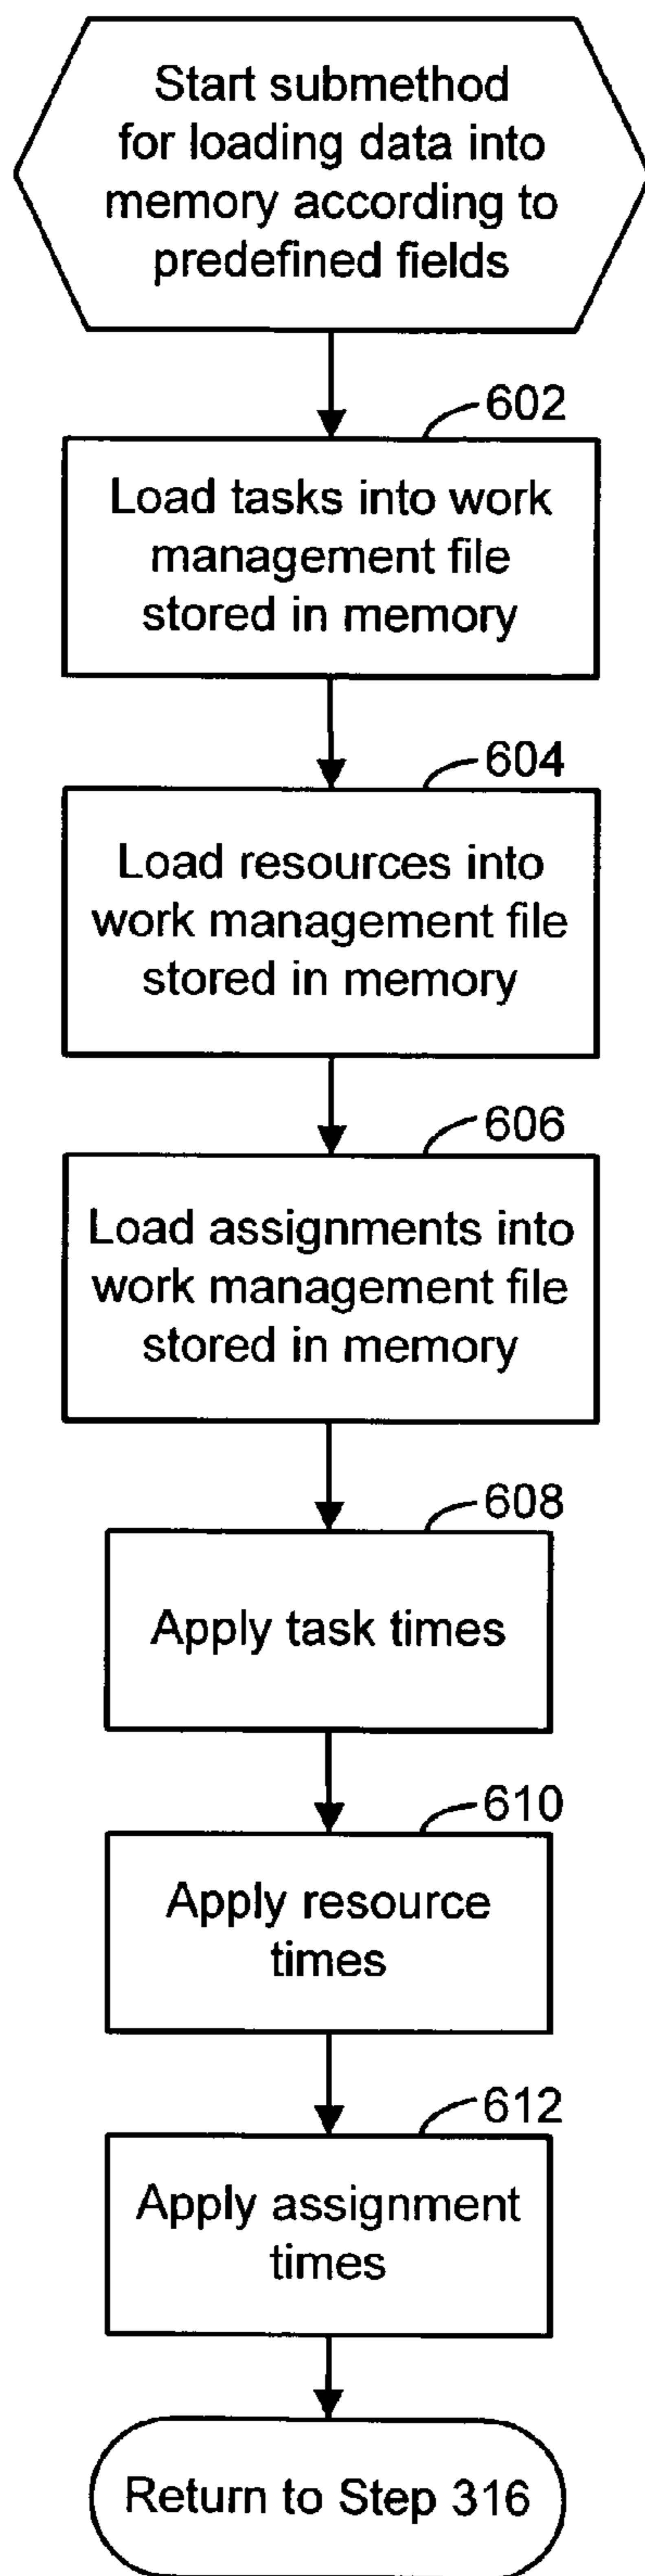 Start submethod
for loading data into
memory according to
predefined fields
602
Load tasks into work
management file
stored in memory
604
Load resources into
work management file
stored in memory
606
Load assignments into
work management file
stored in memory
608
Apply task times
610
Apply resource
times
612
Apply assignment
times
Return to Step 316